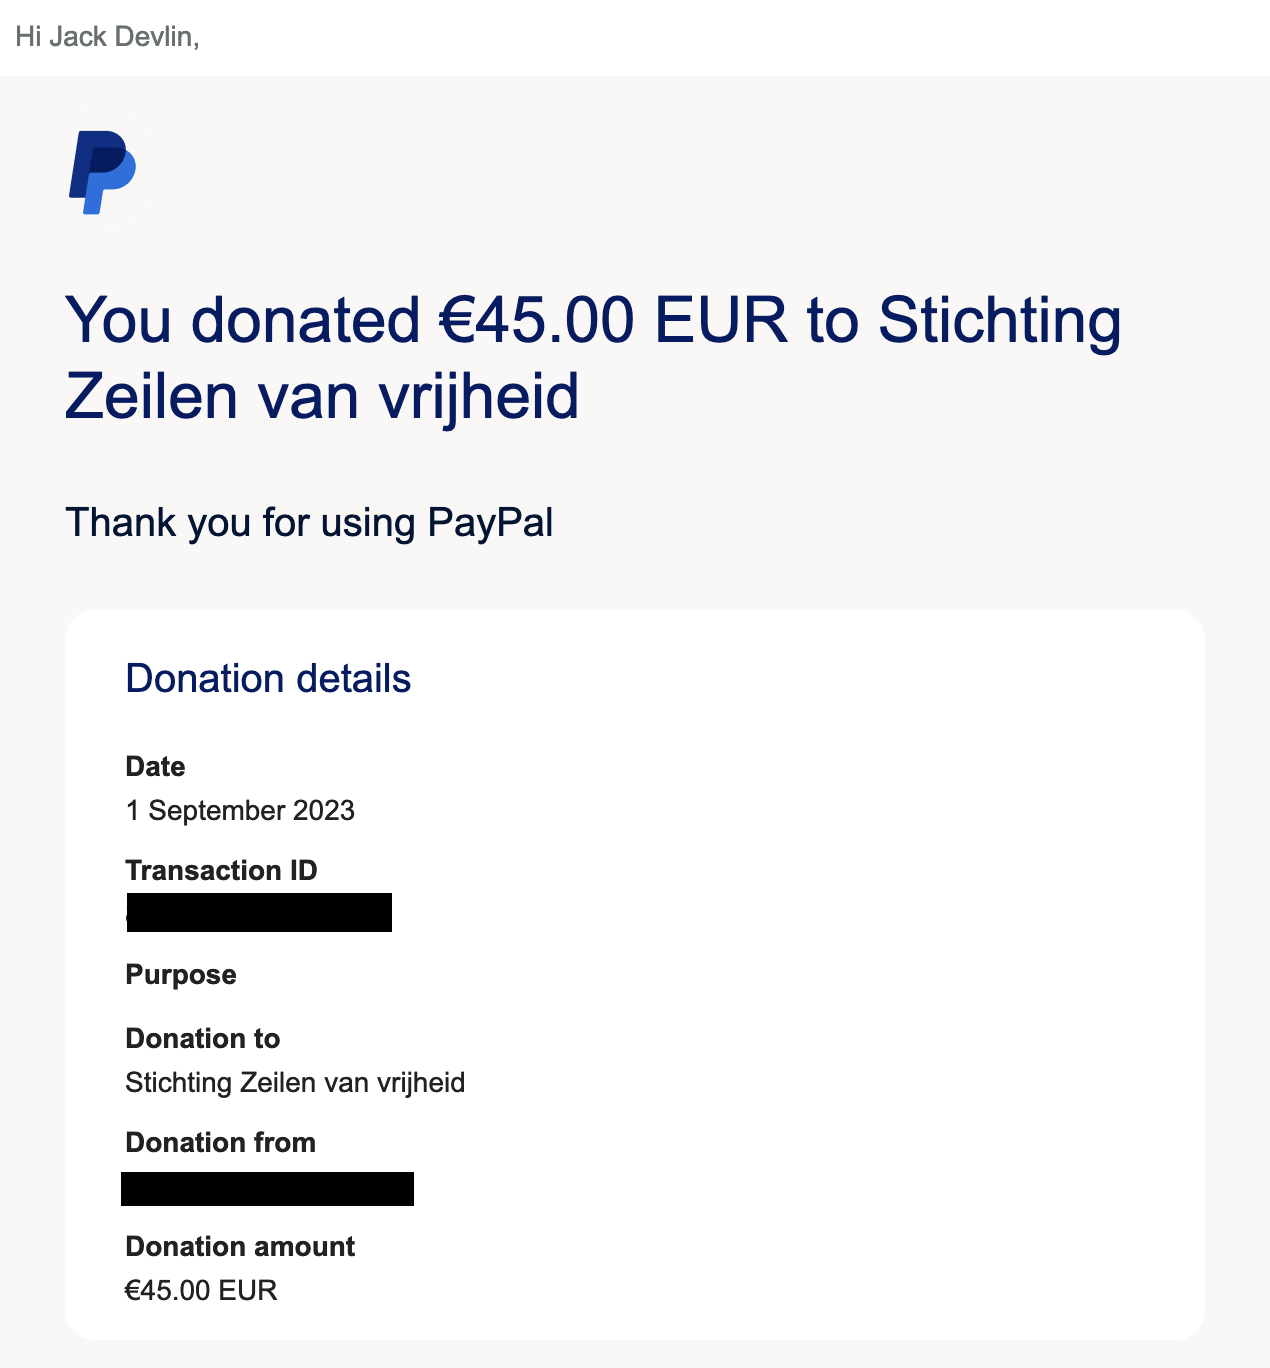 Hi Jack Devlin,
You donated €45.00 EUR to Stichting
Zeilen van vrijheid
Thank you for using PayPal
Donation details
Date
1 September 2023
Transaction ID
Purpose
Donation to
Stichting Zeilen van vrijheid
Donation from
Donation amount
€45.00 EUR